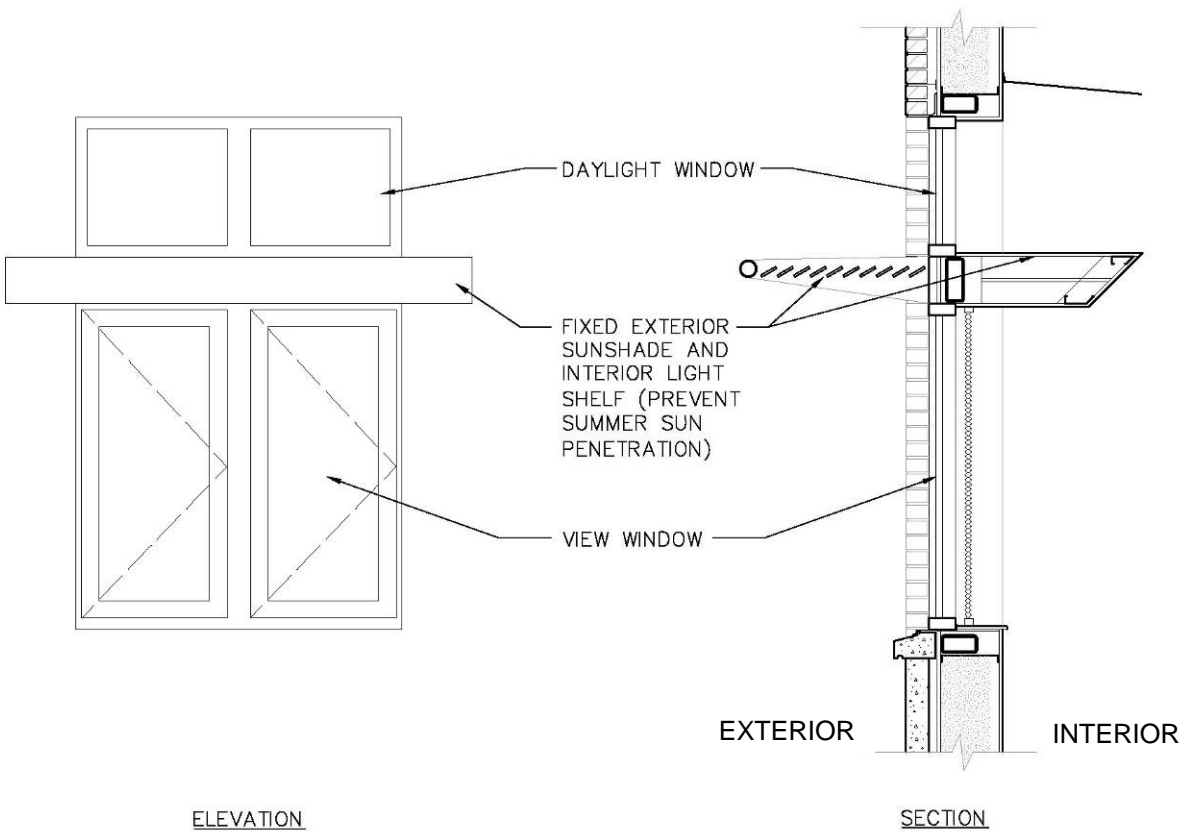 DAYLIGHT WINDOW
FIXED EXTERIOR
SUNSHADE AND
INTERIOR LIGHT
SHELF (PREVENT
SUMMER SUN
PENETRATION)
VIEW WINDOW
EXTERIOR
INTERIOR
ELEVATION
SECTION